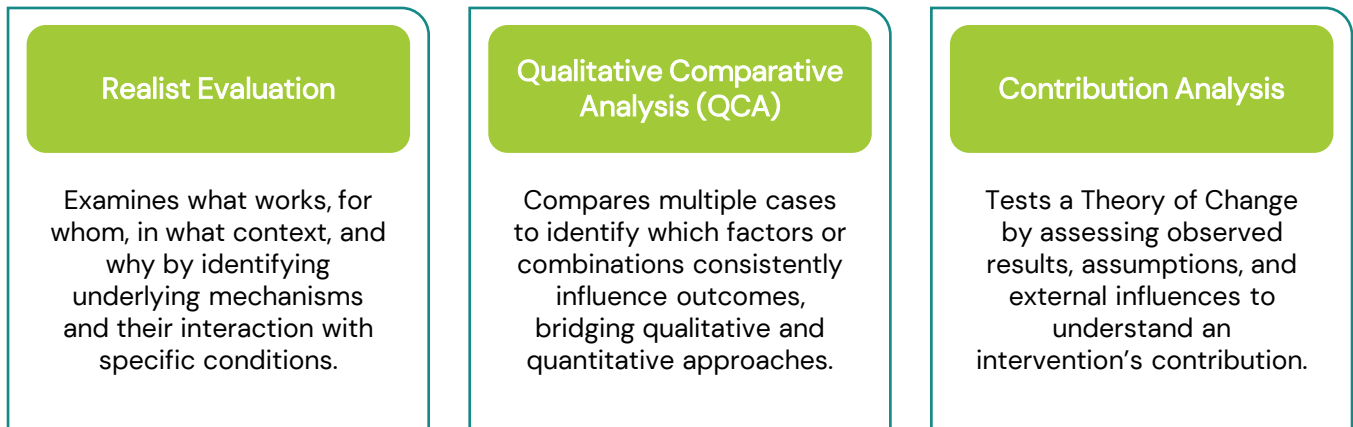 Realist Evaluation
Examines what works, for
whom, in what context, and
why by identifying
underlying mechanisms
and their interaction with
specific conditions.
Qualitative Comparative
Analysis (QCA)
Compares multiple cases
to identify which factors or
combinations consistently
influence outcomes,
bridging qualitative and
quantitative approaches.
Contribution Analysis
Tests a Theory of Change
by assessing observed
results, assumptions, and
external influences to
understand an
intervention’s contribution.